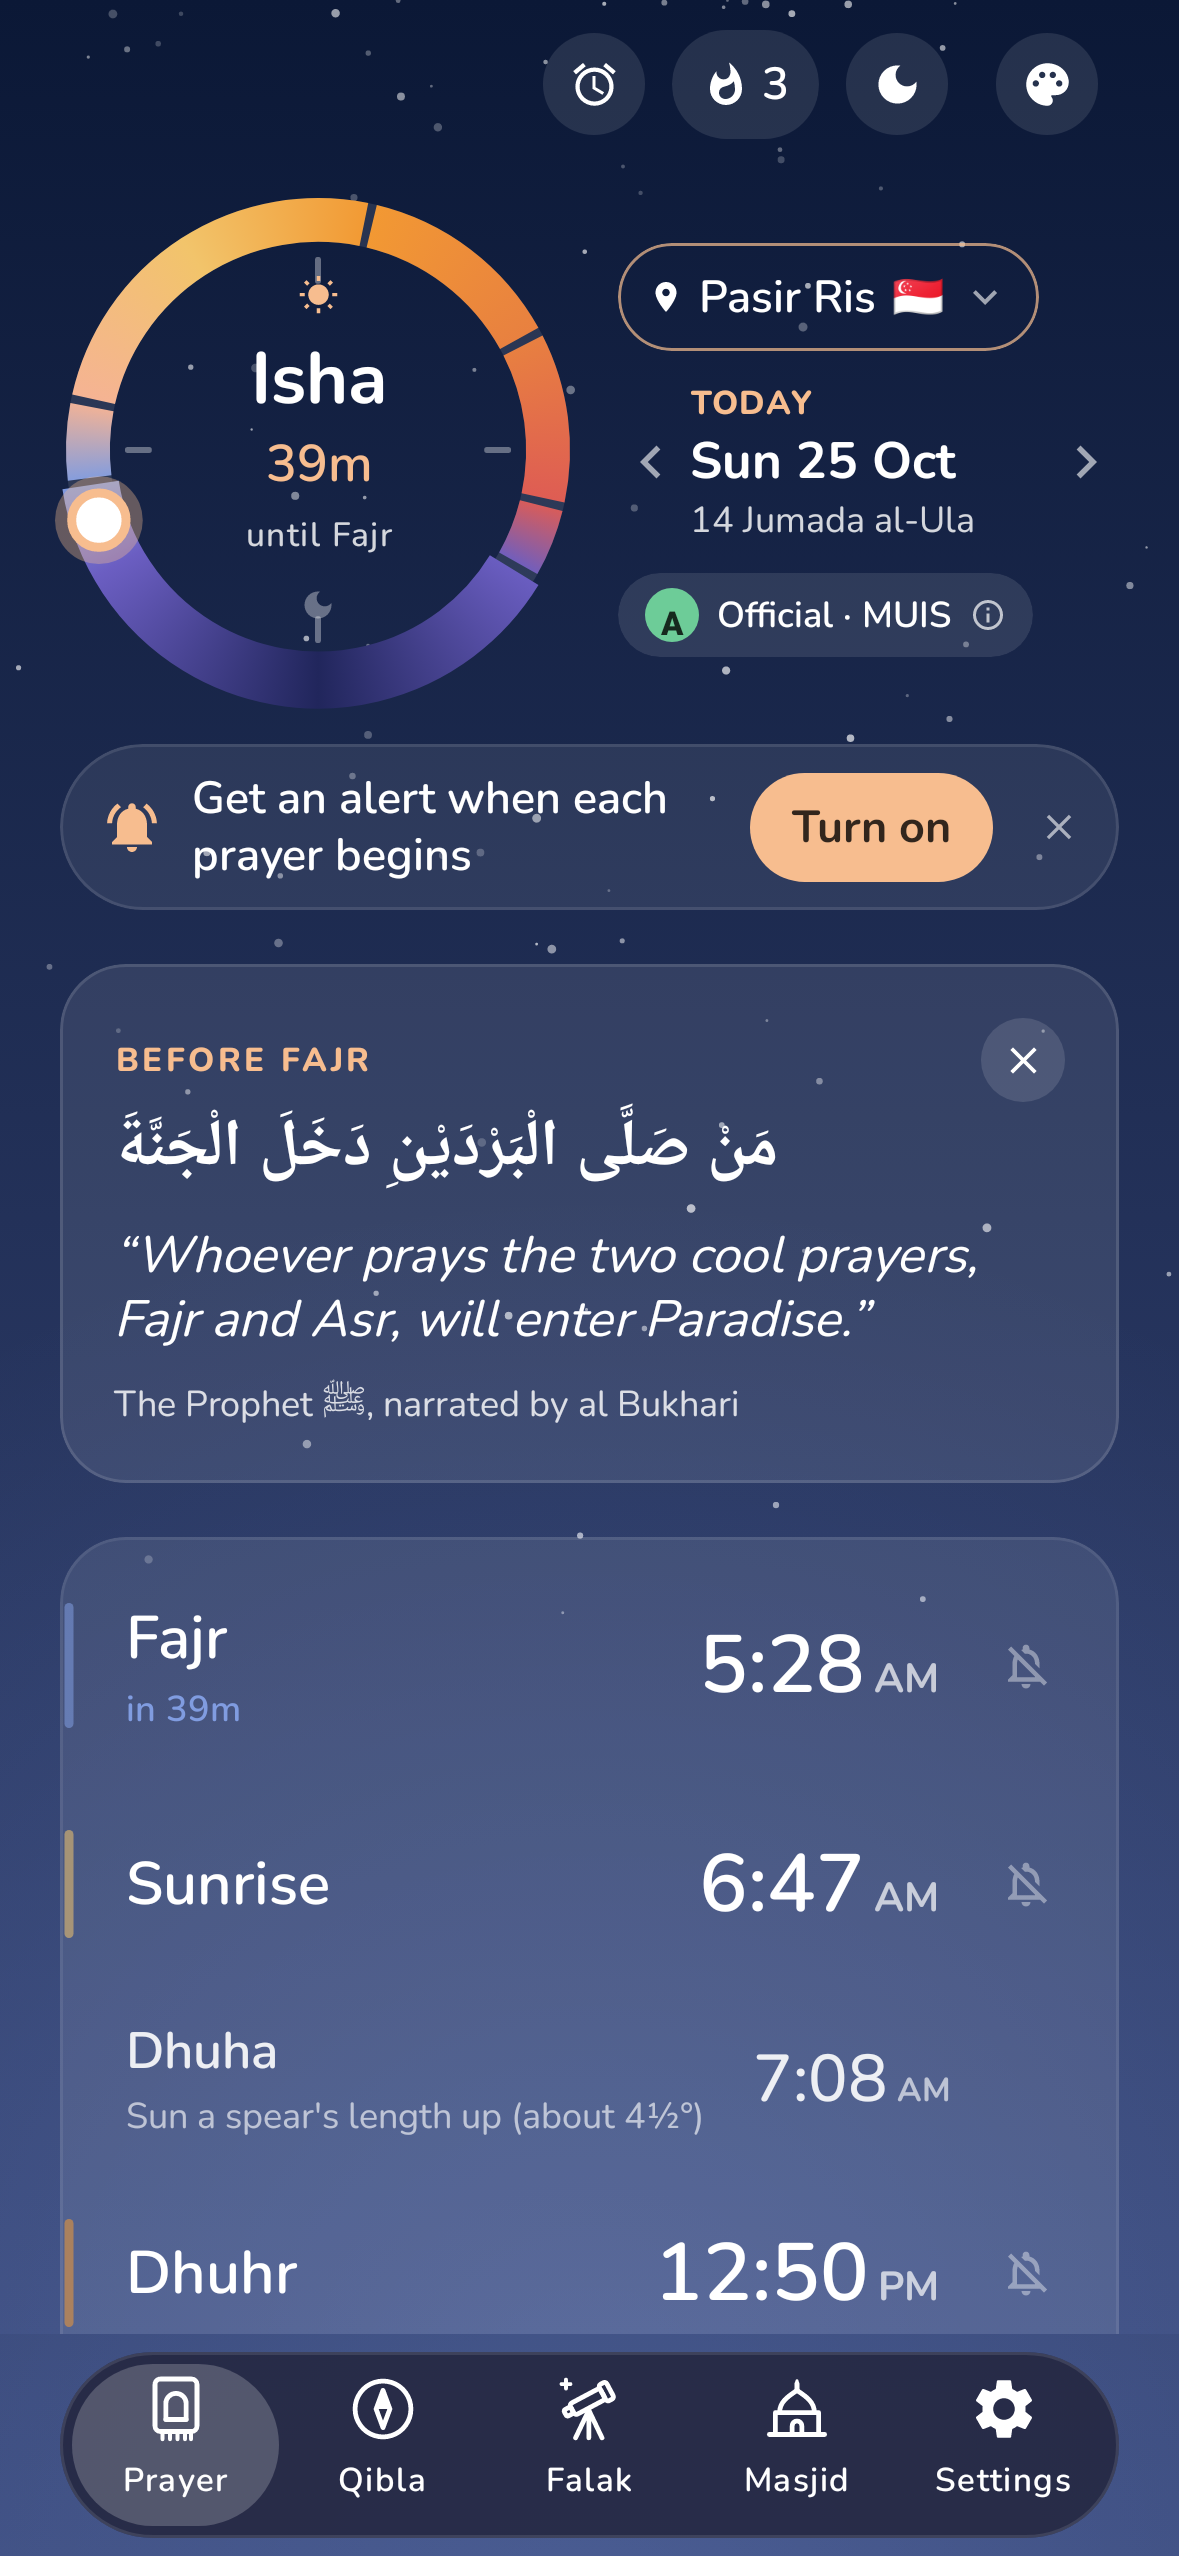 3
Pasir Ris 🇸🇬
Isha
39m
until Fajr
TODAY
Sun 25 Oct
14 Jumada al-Ula
A Official · MUIS
Get an alert when each
prayer begins
Turn on
BEFORE FAJR
مَنْ صَلَّى الْبَرْدَيْنِ دَخَلَ الْجَنَّةَ
“Whoever prays the two cool prayers,
Fajr and Asr, will enter Paradise.”
The Prophet ﷺ, narrated by al Bukhari
Fajr 5:28 AM
in 39m
Sunrise 6:47 AM
Dhuha 7:08 AM
Sun a spear's length up (about 4½°)
Dhuhr 12:50 PM
Prayer Qibla Falak Masjid Settings